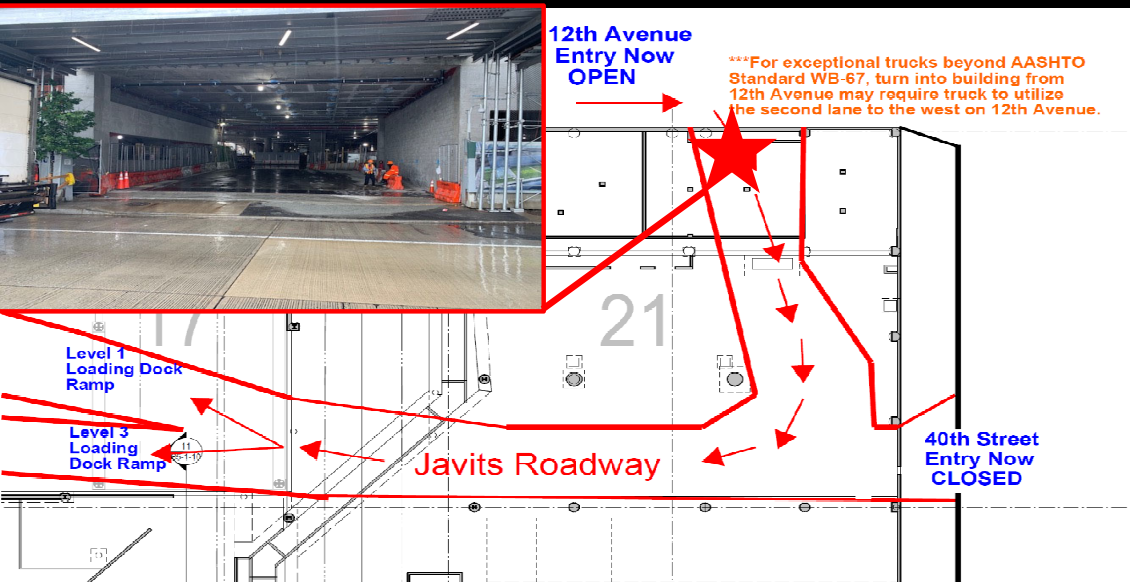 12th Avenue
Entry Now
OPEN
***For exceptional trucks beyond AASHTO
Standard WB-67, turn into building from
12th Avenue may require truck to utilize
the second lane to the west on 12th Avenue.
17
21
Level 1
Loading Dock
Ramp
Level 3
Loading
Dock Ramp
11
Javits Roadway
40th Street
Entry Now
CLOSED